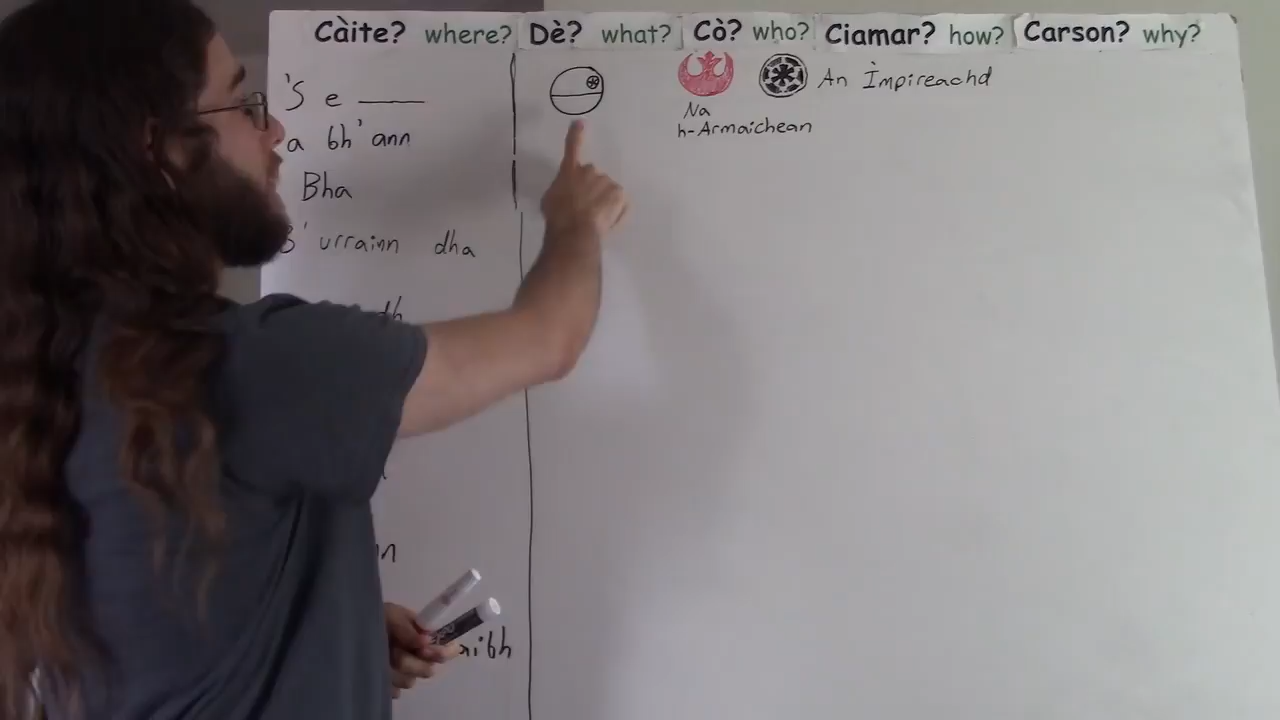 Càite? where? Dè? what? Cò? who? Ciamar? how? Carson? why?
'S e
a bh' ann
Bha
B' urrainn dha
An Ìmpireachd
Na
h-Armaichean